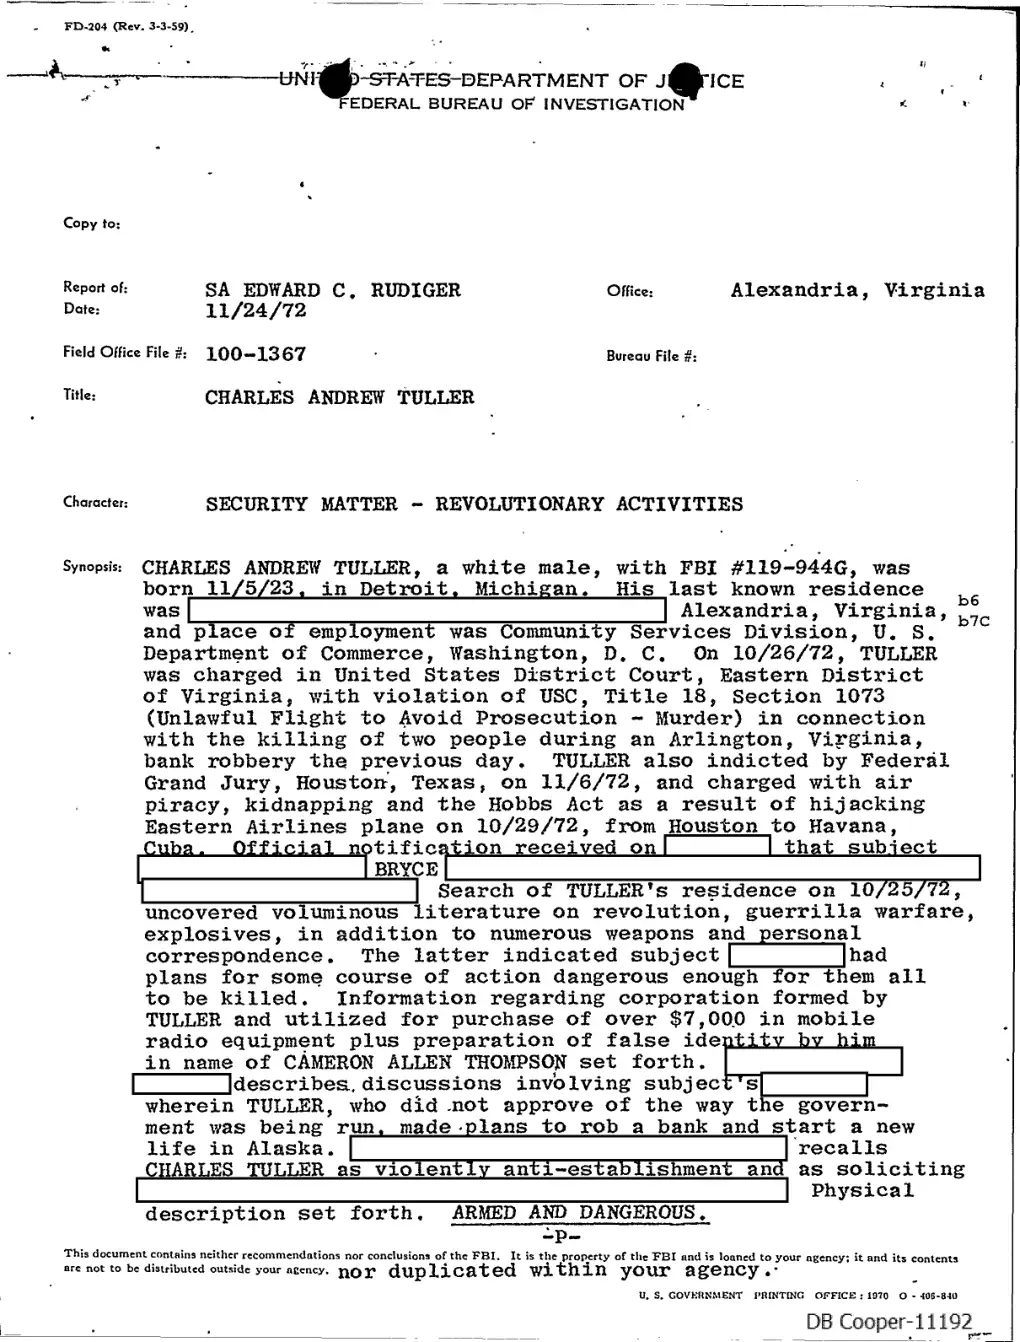 FD-204 (Rev. 3-3-59)
UNITED STATES DEPARTMENT OF JUSTICE
FEDERAL BUREAU OF INVESTIGATION
Copy to:
Report of: SA EDWARD C. RUDIGER Office: Alexandria, Virginia
Date: 11/24/72
Field Office File #: 100-1367 Bureau File #:
Title: CHARLES ANDREW TULLER
Character: SECURITY MATTER - REVOLUTIONARY ACTIVITIES
Synopsis: CHARLES ANDREW TULLER, a white male, with FBI #119-944G, was
born 11/5/23, in Detroit, Michigan. His last known residence
was Alexandria, Virginia, b6
b7C
and place of employment was Community Services Division, U. S.
Department of Commerce, Washington, D. C. On 10/26/72, TULLER
was charged in United States District Court, Eastern District
of Virginia, with violation of USC, Title 18, Section 1073
(Unlawful Flight to Avoid Prosecution - Murder) in connection
with the killing of two people during an Arlington, Virginia,
bank robbery the previous day. TULLER also indicted by Federal
Grand Jury, Houston, Texas, on 11/6/72, and charged with air
piracy, kidnapping and the Hobbs Act as a result of hijacking
Eastern Airlines plane on 10/29/72, from Houston to Havana,
Cuba. Official notification received on that subject
BRYCE
Search of TULLER's residence on 10/25/72,
uncovered voluminous literature on revolution, guerrilla warfare,
explosives, in addition to numerous weapons and personal
correspondence. The latter indicated subject had
plans for some course of action dangerous enough for them all
to be killed. Information regarding corporation formed by
TULLER and utilized for purchase of over $7,000 in mobile
radio equipment plus preparation of false identity by him
in name of CAMERON ALLEN THOMPSON set forth.
describes discussions involving subject's
wherein TULLER, who did not approve of the way the govern-
ment was being run, made plans to rob a bank and start a new
life in Alaska. recalls
CHARLES TULLER as violently anti-establishment and as soliciting
Physical
description set forth. ARMED AND DANGEROUS.
-P-
This document contains neither recommendations nor conclusions of the FBI. It is the property of the FBI and is loaned to your agency; it and its contents
are not to be distributed outside your agency. nor duplicated within your agency.
U. S. GOVERNMENT PRINTING OFFICE : 1970 O - 406-840
DB Cooper-11192